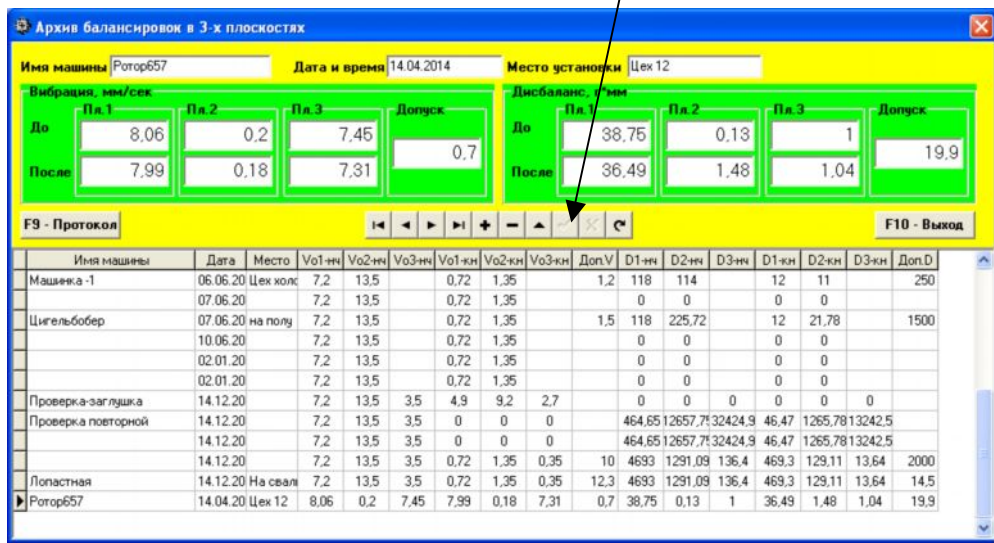 Архив балансировок в 3-х плоскостях
Имя машины Ротор657 Дата и время 14.04.2014 Место установки Цех 12
Вибрация, мм/сек Дисбаланс, г*мм
Пл.1 Пл.2 Пл.3 Допуск Пл.1 Пл.2 Пл.3 Допуск
До 8,06 0,2 7,45 До 38,75 0,13 1
0,7 19,9
После 7,99 0,18 7,31 После 36,49 1,48 1,04
F9 - Протокол F10 - Выход
Имя машины Дата Место Vo1-нч Vo2-нч Vo3-нч Vo1-кн Vo2-кн Vo3-кн Доп.V D1-нч D2-нч D3-нч D1-кн D2-кн D3-кн Доп.D
Машинка -1 06.06.20 Цех холс 7,2 13,5 0,72 1,35 1,2 118 114 12 11 250
07.06.20 7,2 13,5 0,72 1,35 0 0 0 0
Цигельбобер 07.06.20 на полу 7,2 13,5 0,72 1,35 1,5 118 225,72 12 21,78 1500
10.06.20 7,2 13,5 0,72 1,35 0 0 0 0
02.01.20 7,2 13,5 0,72 1,35 0 0 0 0
02.01.20 7,2 13,5 0,72 1,35 0 0 0 0
Проверка-заглушка 14.12.20 7,2 13,5 3,5 4,9 9,2 2,7 0 0 0 0 0 0
Проверка повторной 14.12.20 7,2 13,5 3,5 0 0 0 464,65 12657,75 32424,9 46,47 1265,78 13242,5
14.12.20 7,2 13,5 3,5 0 0 0 464,65 12657,75 32424,9 46,47 1265,78 13242,5
14.12.20 7,2 13,5 3,5 0,72 1,35 0,35 10 4693 1291,09 136,4 469,3 129,11 13,64 2000
Лопастная 14.12.20 На свал 7,2 13,5 3,5 0,72 1,35 0,35 12,3 4693 1291,09 136,4 469,3 129,11 13,64 14,5
Ротор657 14.04.20 Цех 12 8,06 0,2 7,45 7,99 0,18 7,31 0,7 38,75 0,13 1 36,49 1,48 1,04 19,9